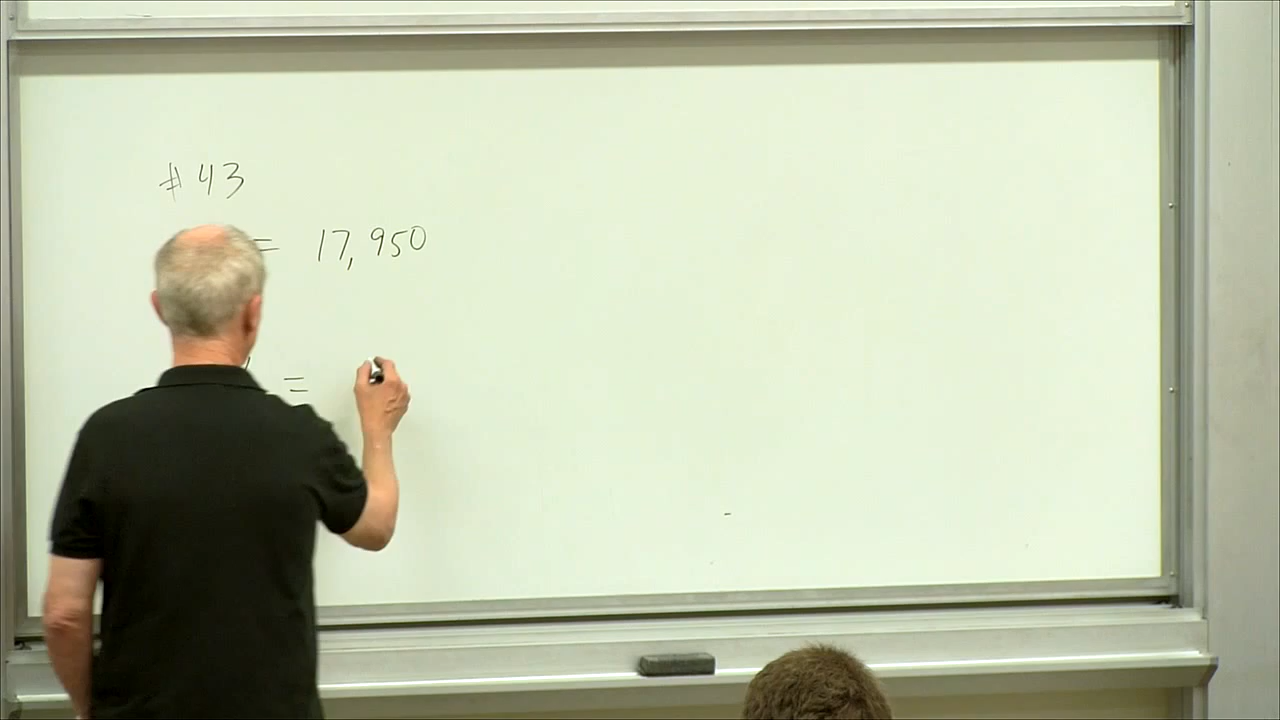 # 43
= 17,950
=